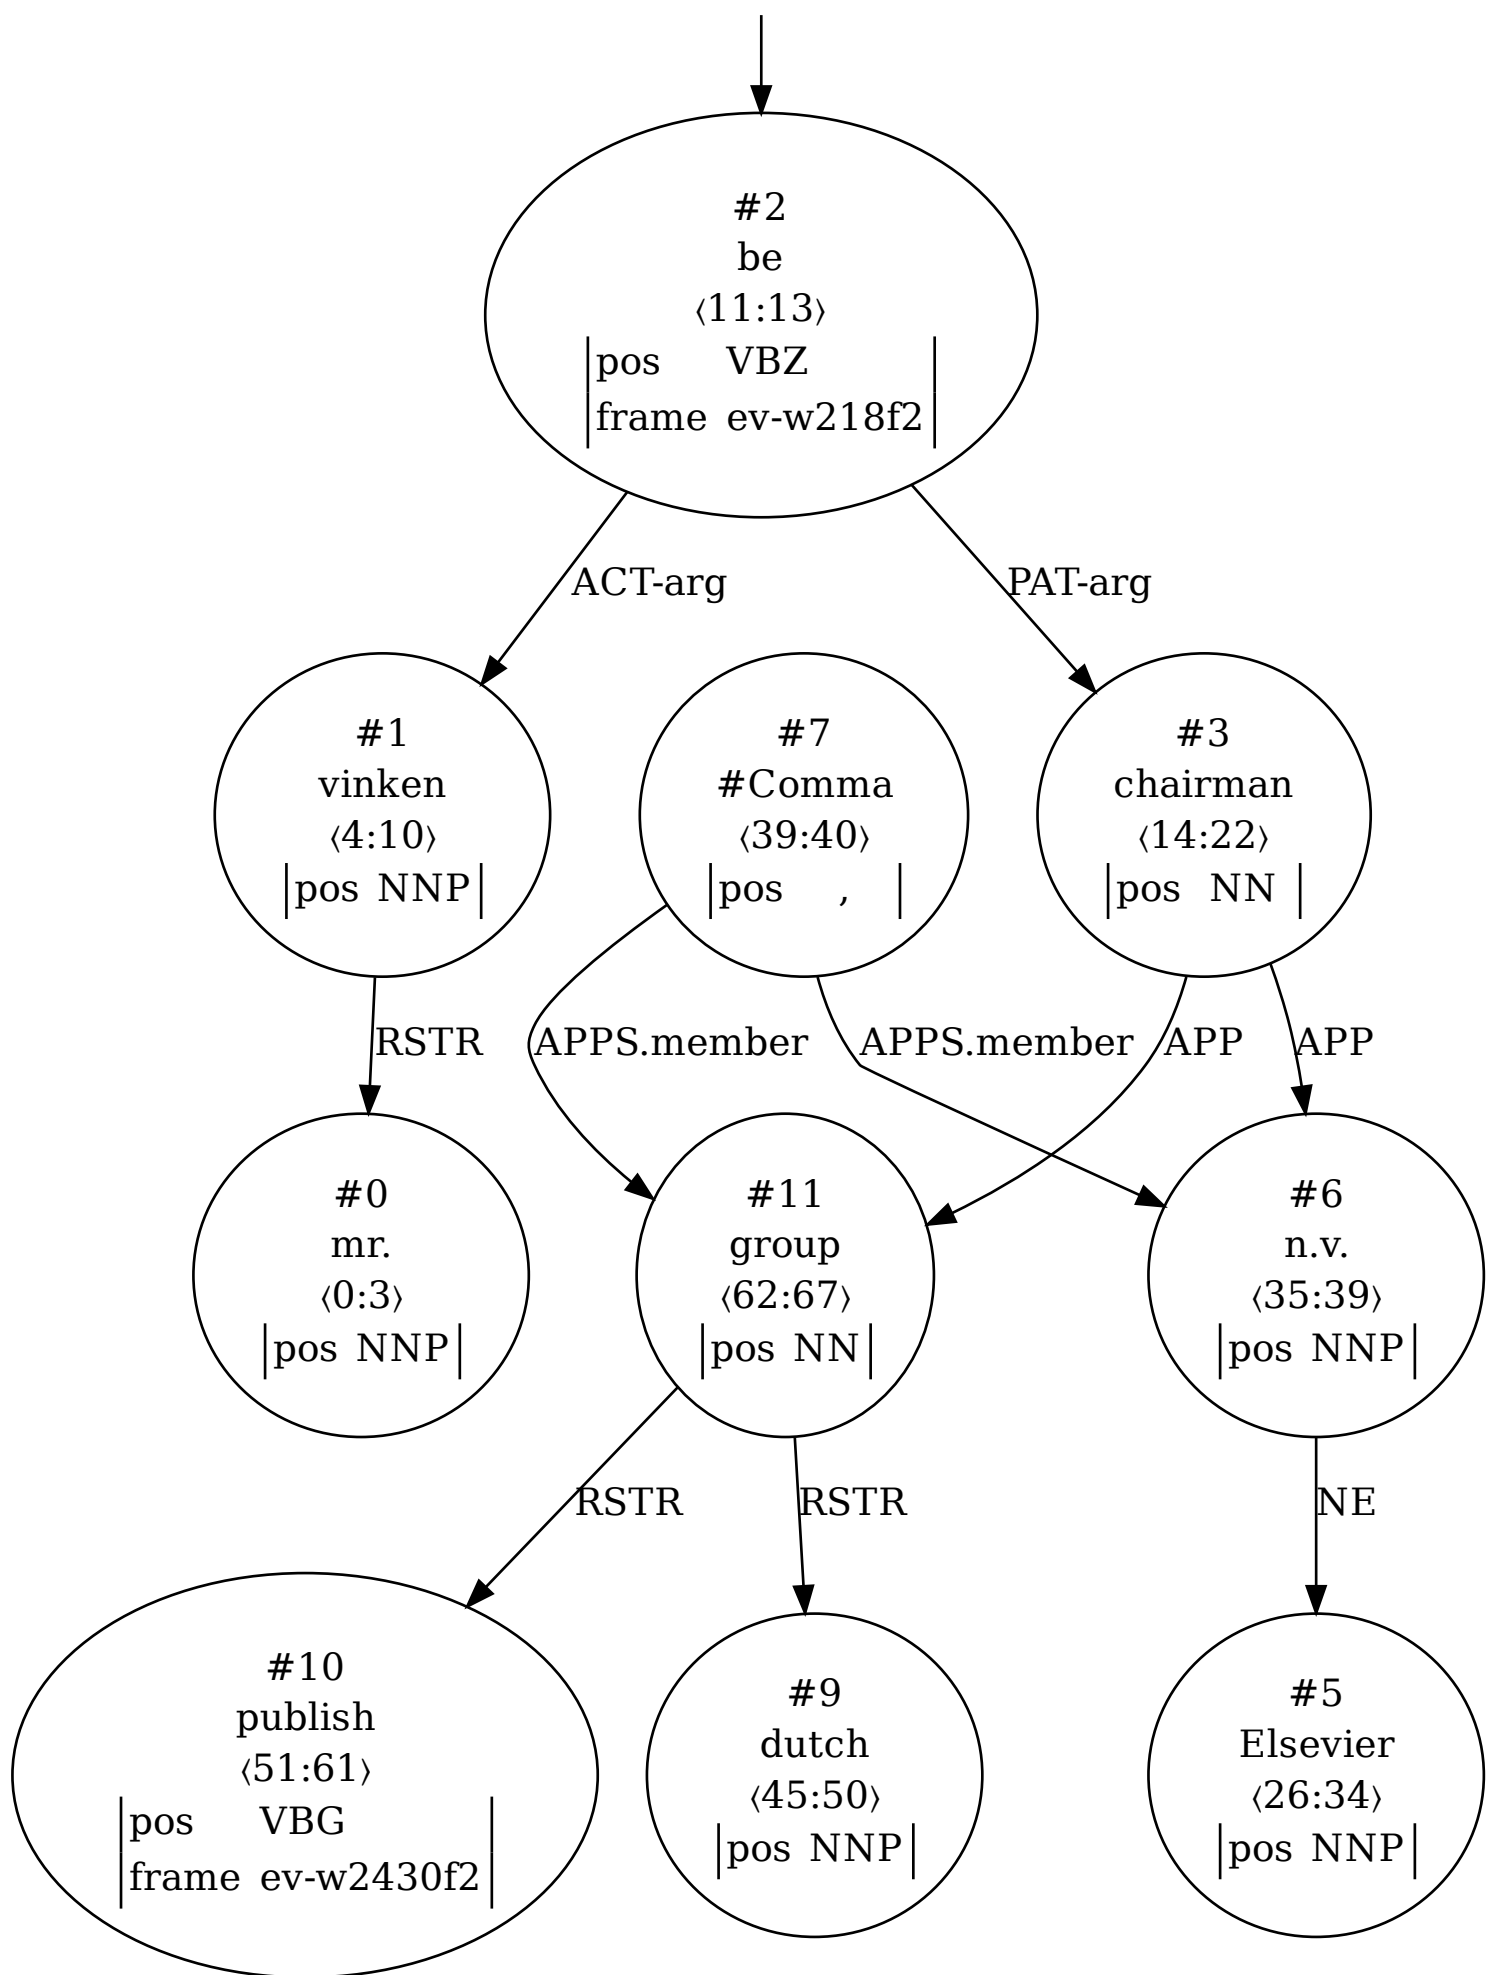 #2
be
⟨11:13⟩
pos VBZ
frame ev-w218f2
ACT-arg
PAT-arg
#1
vinken
⟨4:10⟩
pos NNP
#7
#Comma
⟨39:40⟩
pos ,
#3
chairman
⟨14:22⟩
pos NN
RSTR
APPS.member
APPS.member
APP
APP
#0
mr.
⟨0:3⟩
pos NNP
#11
group
⟨62:67⟩
pos NN
#6
n.v.
⟨35:39⟩
pos NNP
RSTR
RSTR
NE
#10
publish
⟨51:61⟩
pos VBG
frame ev-w2430f2
#9
dutch
⟨45:50⟩
pos NNP
#5
Elsevier
⟨26:34⟩
pos NNP